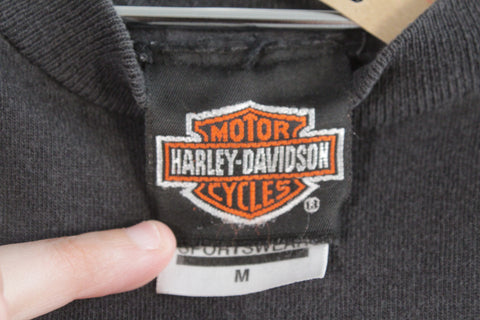 MOTOR
HARLEY-DAVIDSON
CYCLES
SPORTSWEAR
M